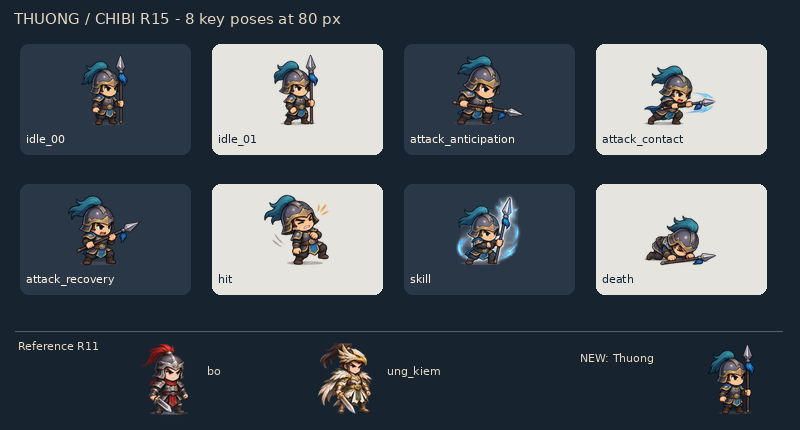 THUONG / CHIBI R15 - 8 key poses at 80 px
idle_00
idle_01
attack_anticipation
attack_contact
attack_recovery
hit
skill
death
Reference R11
bo
ung_kiem
NEW: Thuong